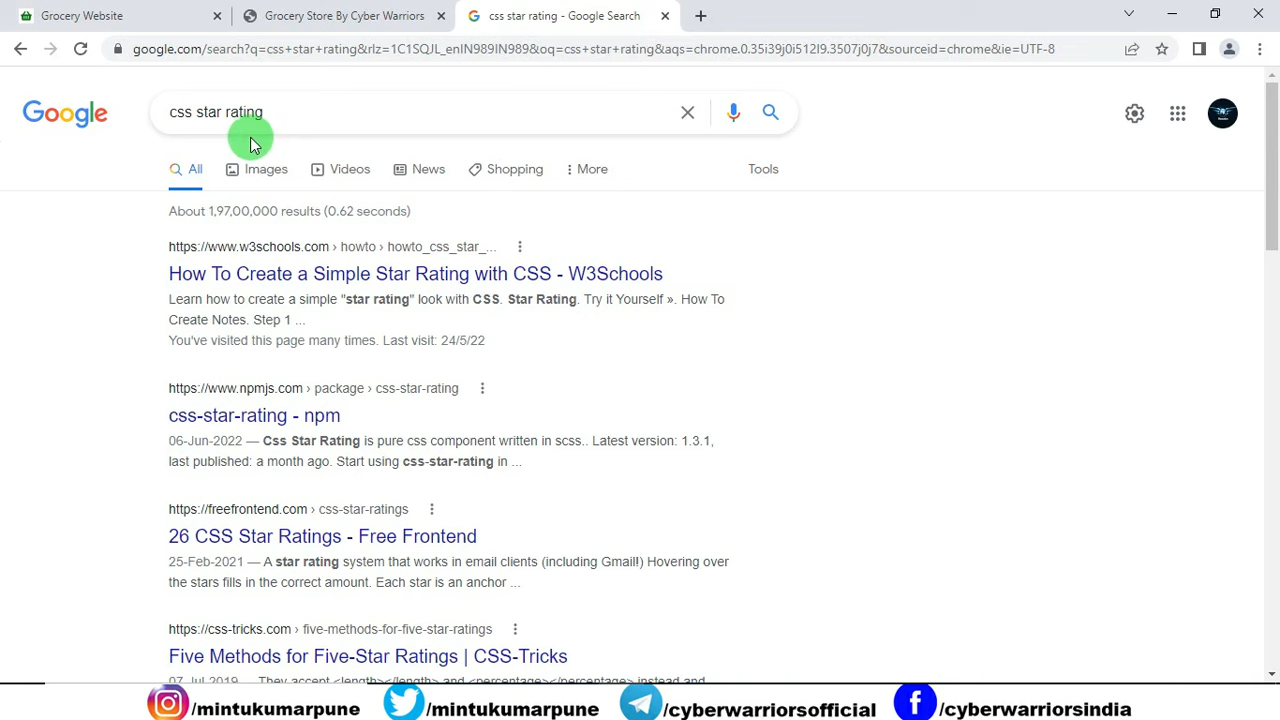 Grocery Website
Grocery Store By Cyber Warriors
css star rating - Google Search
google.com/search?q=css+star+rating&rlz=1C1SQJL_enIN989IN989&oq=css+star+rating&aqs=chrome.0.35i39j0i512l9.3507j0j7&sourceid=chrome&ie=UTF-8
Google
css star rating
All
Images
Videos
News
Shopping
More
Tools
About 1,97,00,000 results (0.62 seconds)
https://www.w3schools.com › howto › howto_css_star_...
How To Create a Simple Star Rating with CSS - W3Schools
Learn how to create a simple "star rating" look with CSS. Star Rating. Try it Yourself ». How To
Create Notes. Step 1 ...
You've visited this page many times. Last visit: 24/5/22
https://www.npmjs.com › package › css-star-rating
css-star-rating - npm
06-Jun-2022 — Css Star Rating is pure css component written in scss.. Latest version: 1.3.1,
last published: a month ago. Start using css-star-rating in ...
https://freefrontend.com › css-star-ratings
26 CSS Star Ratings - Free Frontend
25-Feb-2021 — A star rating system that works in email clients (including Gmail!) Hovering over
the stars fills in the correct amount. Each star is an anchor ...
https://css-tricks.com › five-methods-for-five-star-ratings
Five Methods for Five-Star Ratings | CSS-Tricks
07-Jul-2019 — They accept <length></length> and <percentage></percentage> instead and
/mintukumarpune
/mintukumarpune
/cyberwarriorsofficial
/cyberwarriorsindia